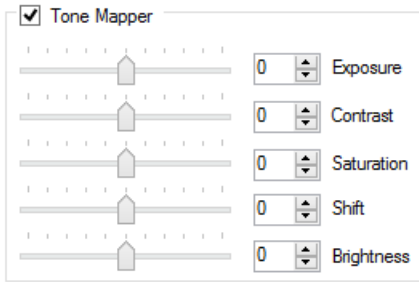 Tone Mapper
0 Exposure
0 Contrast
0 Saturation
0 Shift
0 Brightness